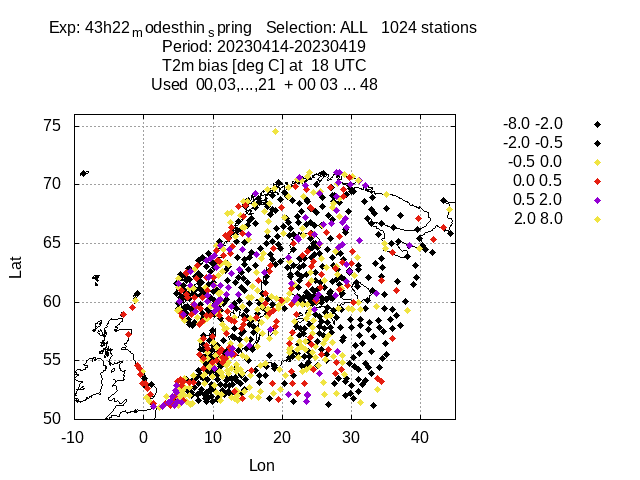 Exp: 43h22modesthinspring   Selection: ALL   1024 stations
Period: 20230414-20230419
T2m bias [deg C] at  18 UTC
Used  00,03,...,21  + 00 03 ... 48
-8.0 -2.0
-2.0 -0.5
-0.5 0.0
0.0 0.5
0.5 2.0
2.0 8.0
75
70
65
60
55
50
Lat
-10 0 10 20 30 40
Lon